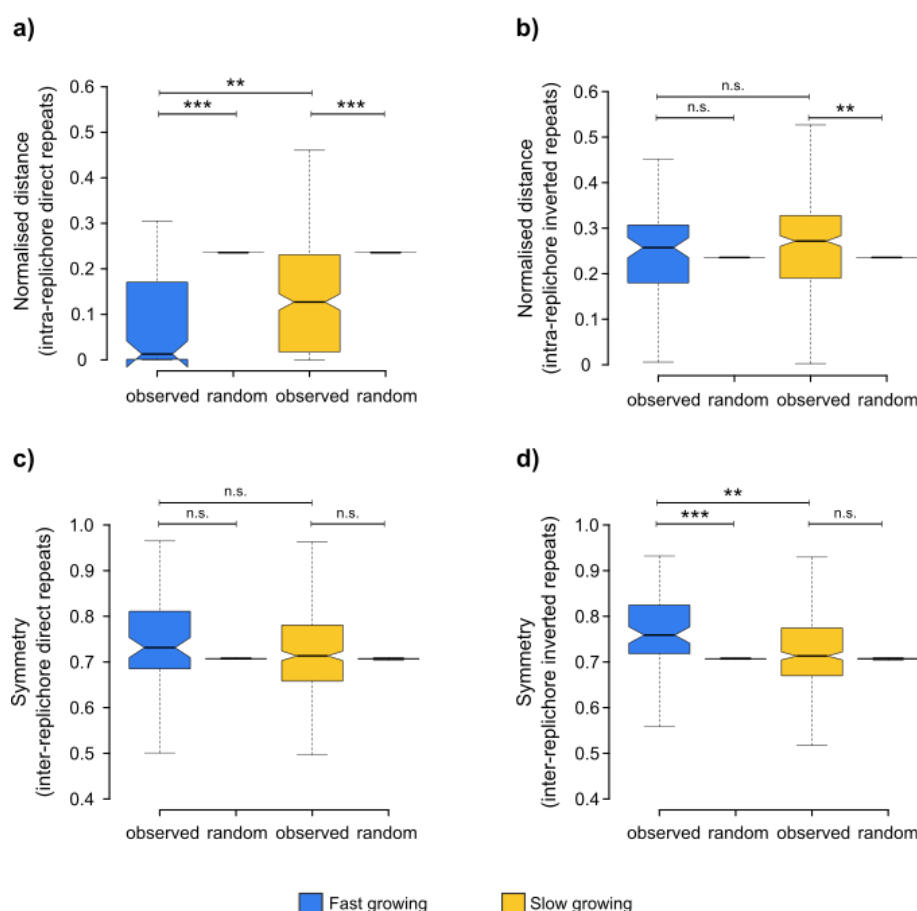 a)
Normalised distance
(intra-replichore direct repeats)
0.6
0.5
0.4
0.3
0.2
0.1
0
**
***
***
observed random observed random
b)
Normalised distance
(intra-replichore inverted repeats)
0.6
0.5
0.4
0.3
0.2
0.1
0
n.s.
n.s.
**
observed random observed random
c)
Symmetry
(inter-replichore direct repeats)
1.0
0.9
0.8
0.7
0.6
0.5
0.4
n.s.
n.s.
n.s.
observed random observed random
d)
Symmetry
(inter-replichore inverted repeats)
1.0
0.9
0.8
0.7
0.6
0.5
0.4
**
***
n.s.
observed random observed random
Fast growing
Slow growing